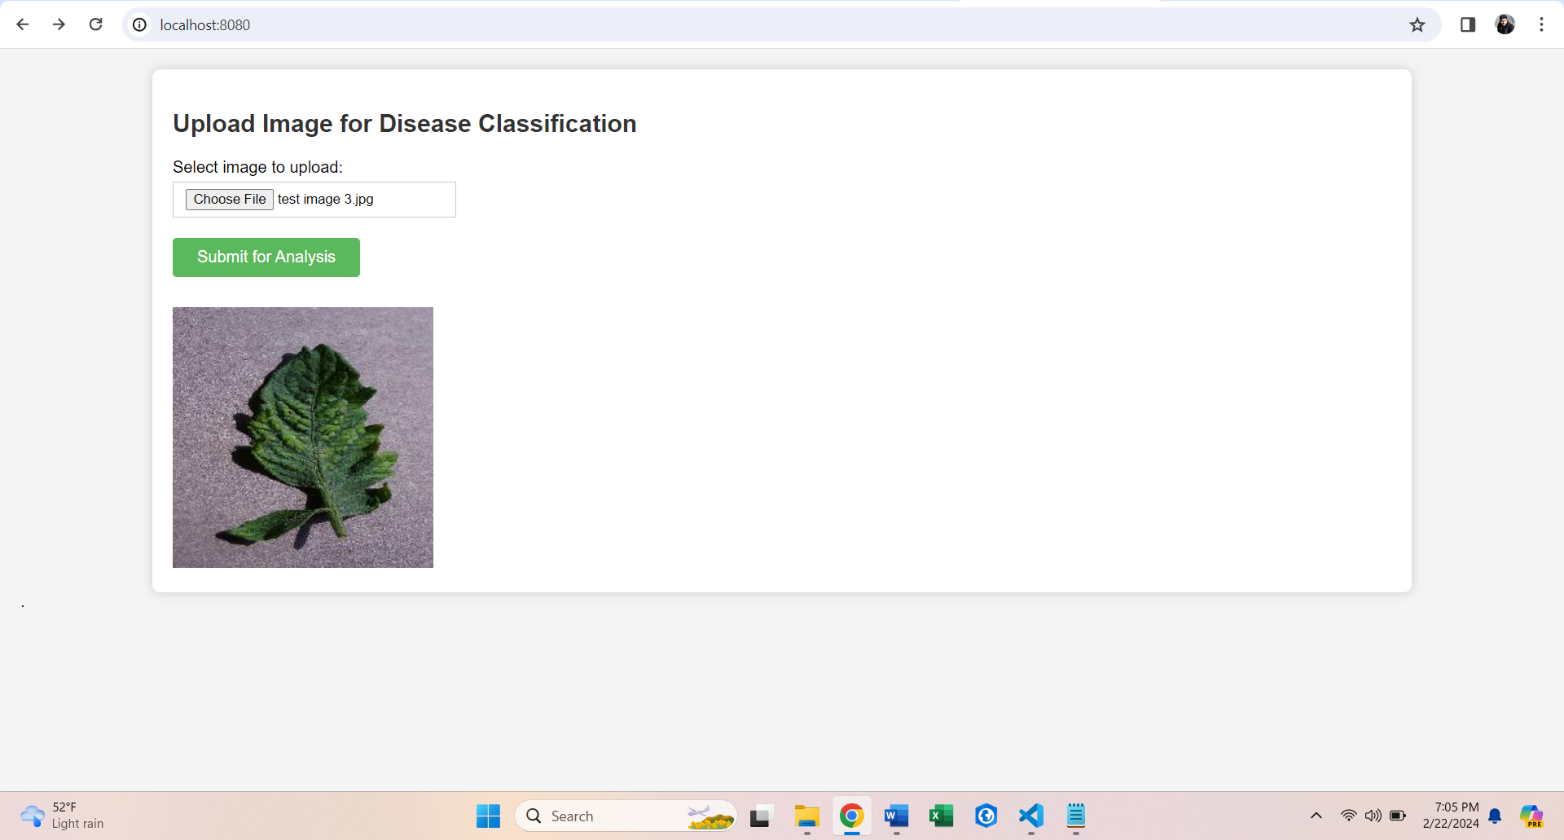 localhost:8080
Upload Image for Disease Classification
Select image to upload:
Choose File test image 3.jpg
Submit for Analysis
.
52°F
Light rain
Search
W
X
PRE
7:05 PM
2/22/2024